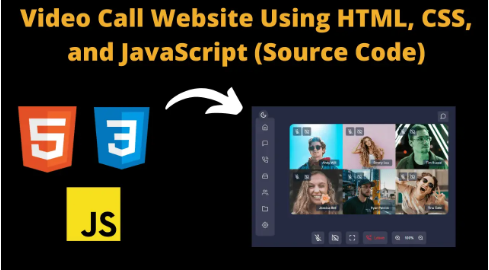 Video Call Website Using HTML, CSS,
and JavaScript (Source Code)
5
3
JS